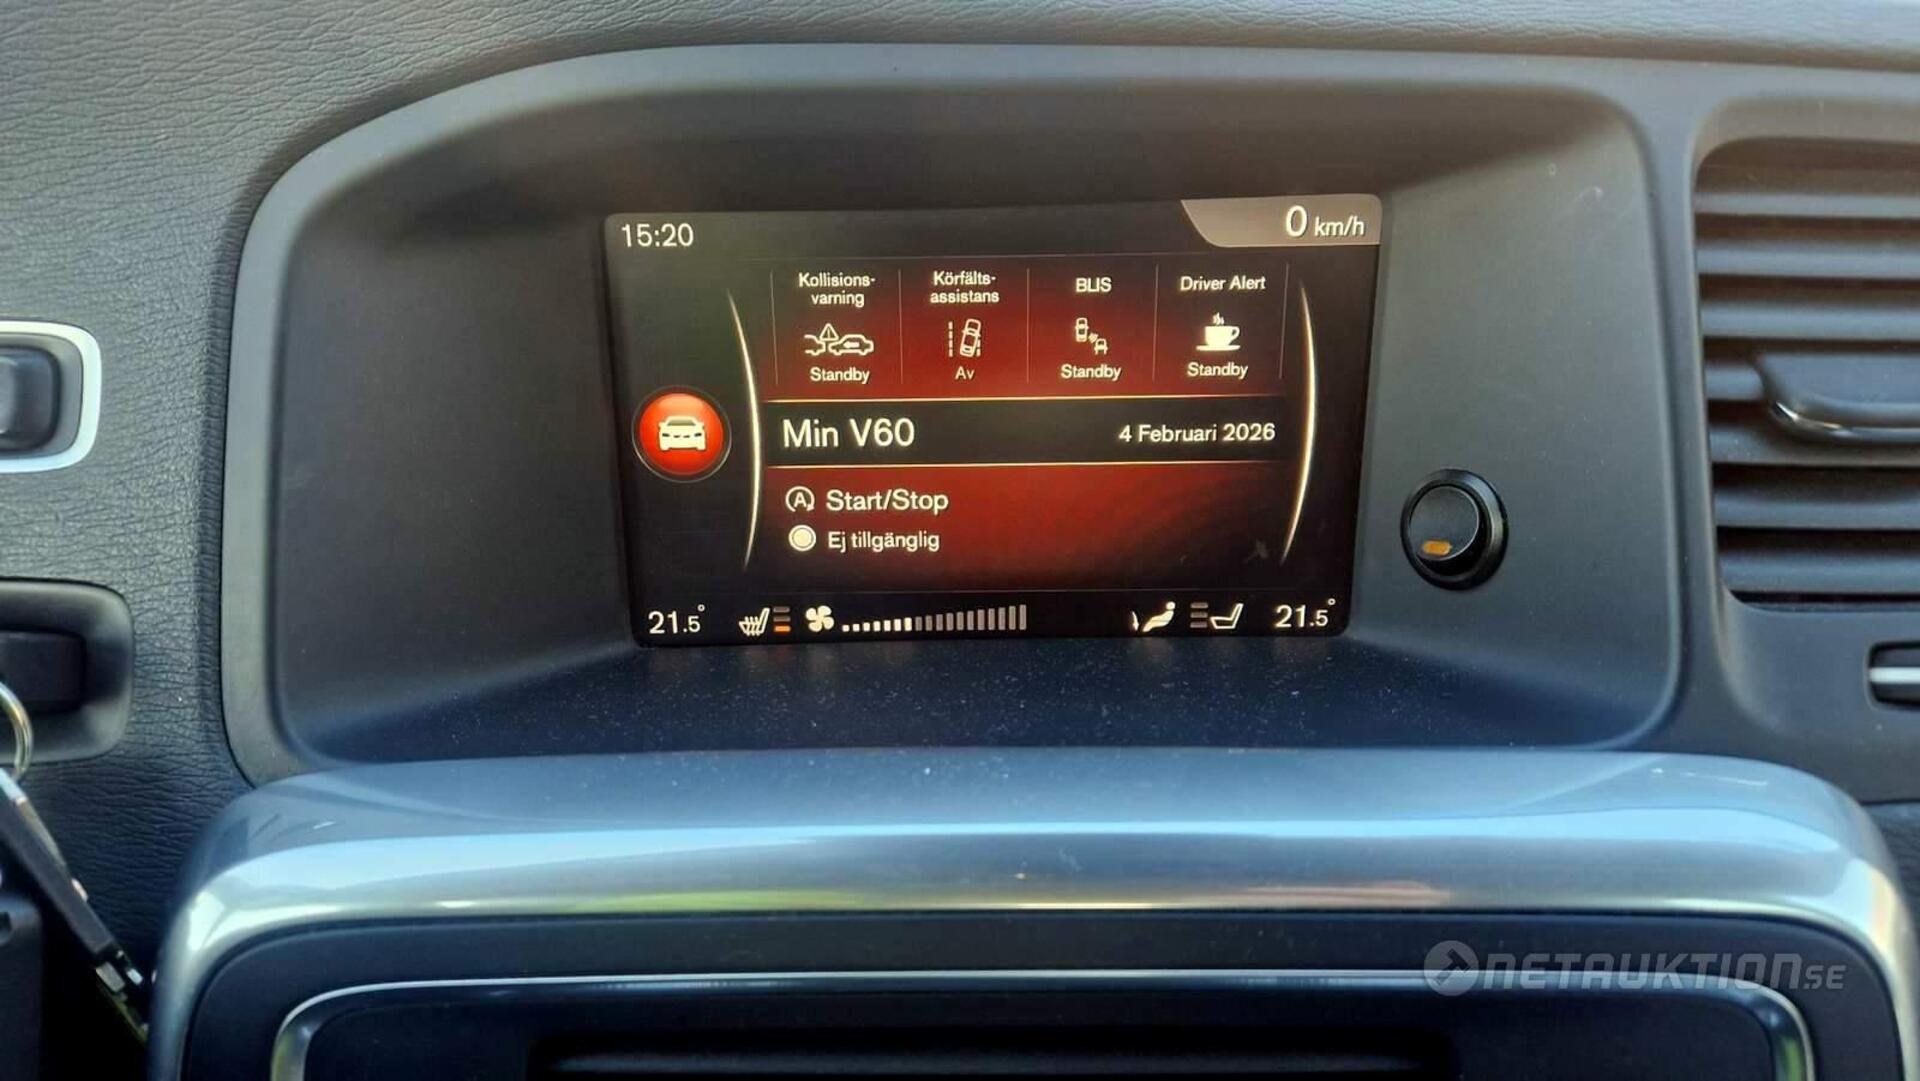 15:20
0 km/h
Kollisions-
varning
Körfälts-
assistans
BLIS
Driver Alert
Standby
Av
Standby
Standby
Min V60
4 Februari 2026
A Start/Stop
Ej tillgänglig
21.5°
21.5°
NETAUKTION.SE